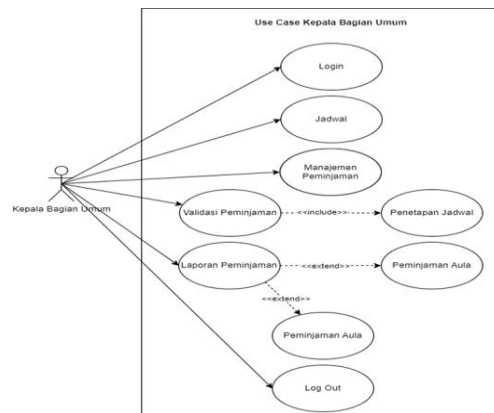 Use Case Kepala Bagian Umum
Login
Jadwal
Manajemen
Peminjaman
Kepala Bagian Umum
Validasi Peminjaman
<<include>>
Penetapan Jadwal
Laporan Peminjaman
<<extend>>
Peminjaman Aula
<<extend>>
Peminjaman Aula
Log Out